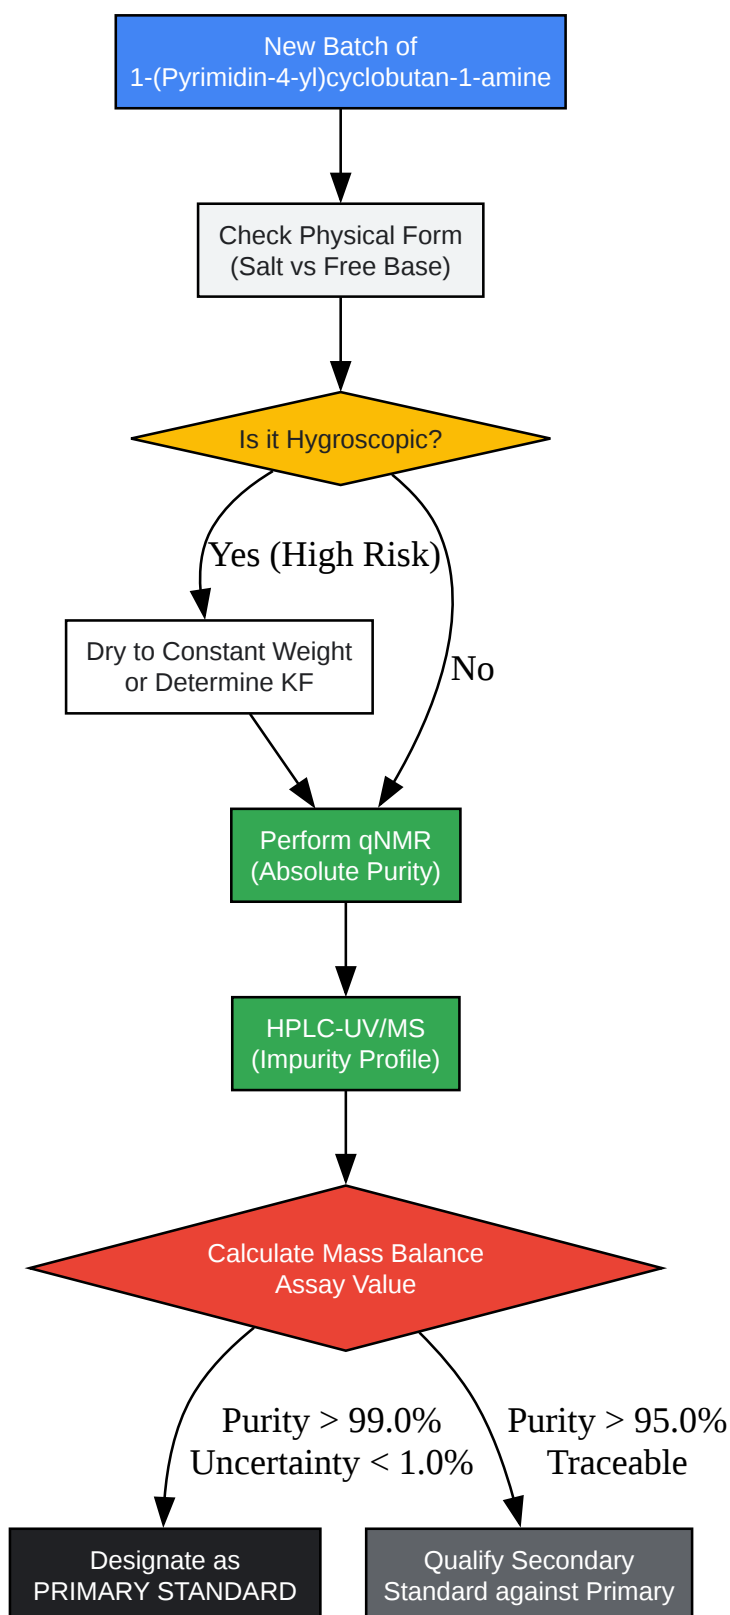 New Batch of
1-(Pyrimidin-4-yl)cyclobutan-1-amine
Check Physical Form
(Salt vs Free Base)
Is it Hygroscopic?
Yes (High Risk)
Dry to Constant Weight
or Determine KF
No
Perform qNMR
(Absolute Purity)
HPLC-UV/MS
(Impurity Profile)
Calculate Mass Balance
Assay Value
Purity > 99.0%
Uncertainty < 1.0%
Purity > 95.0%
Traceable
Designate as
PRIMARY STANDARD
Qualify Secondary
Standard against Primary